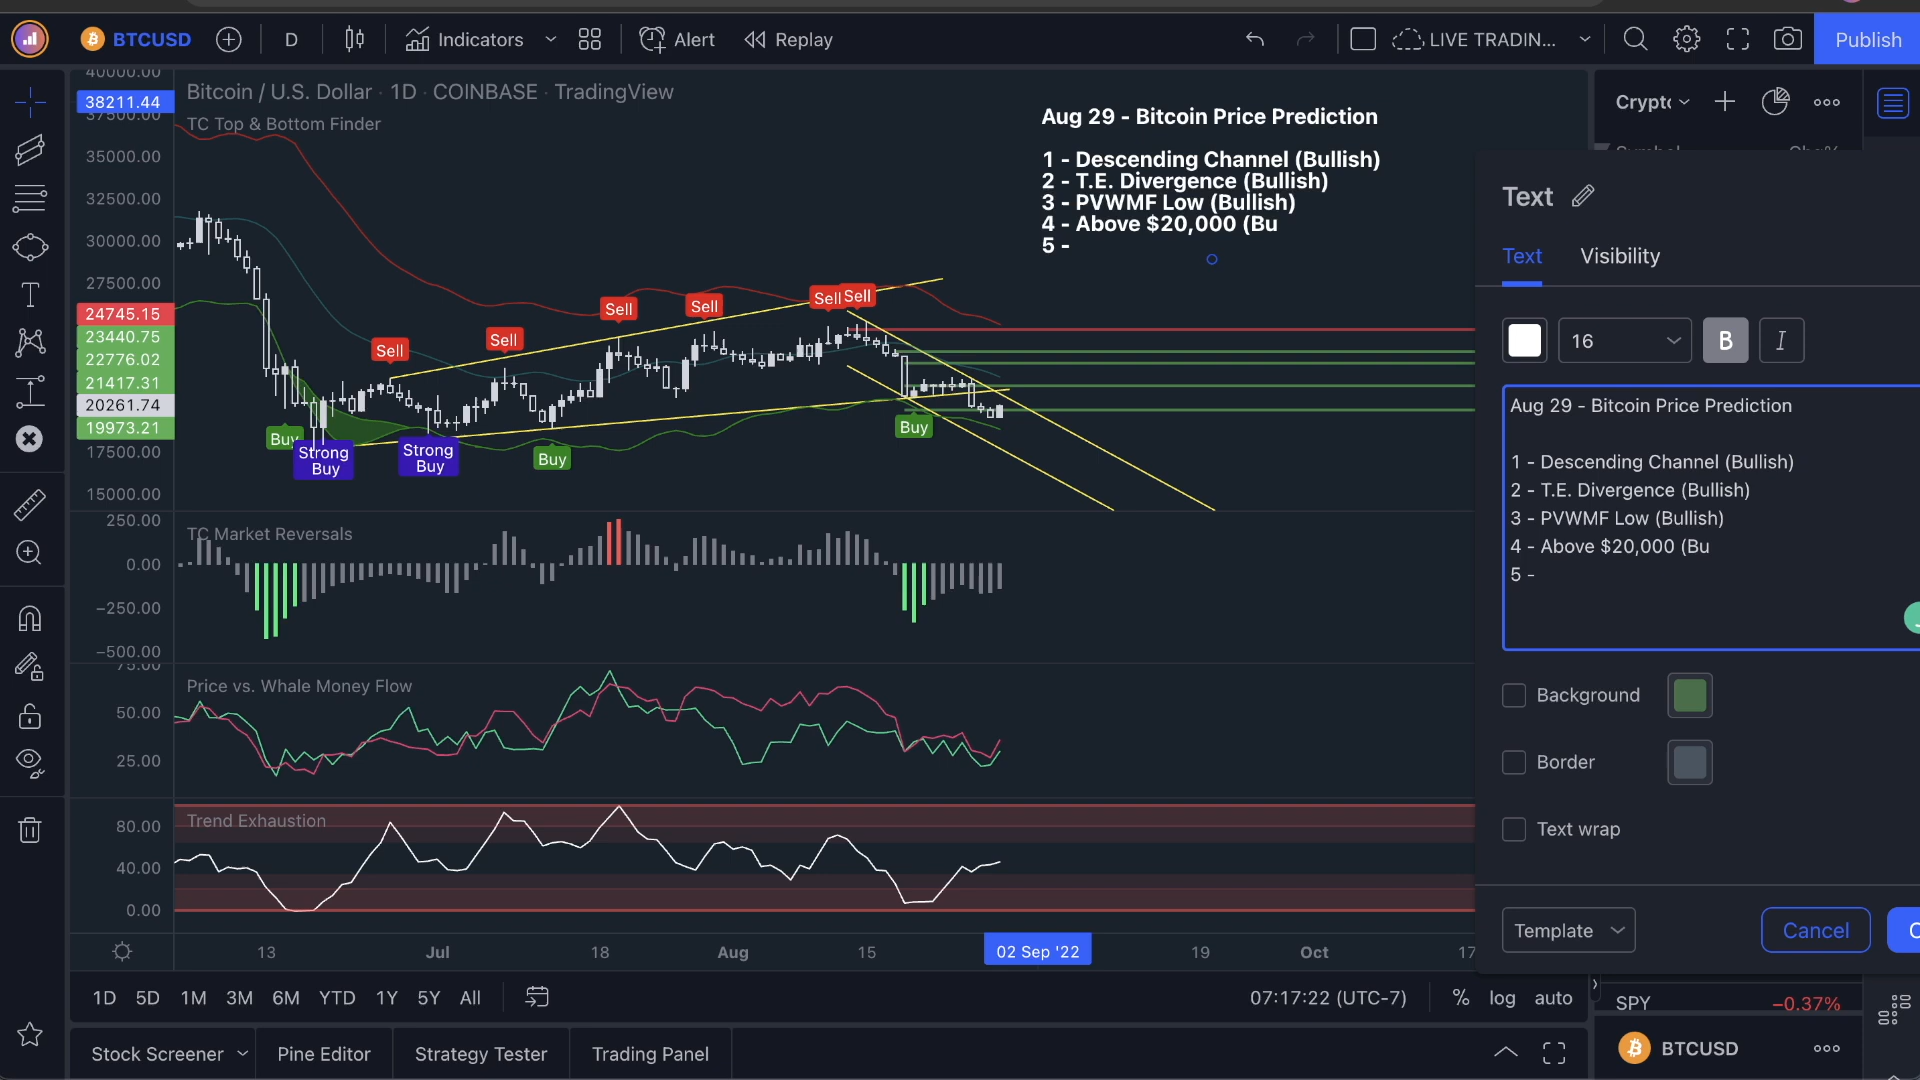 BTCUSD D Indicators Alert Replay LIVE TRADIN... Publish
40000.00
38211.44
37500.00
35000.00
32500.00
30000.00
27500.00
24745.15
23440.75
22776.02
21417.31
20261.74
19973.21
17500.00
15000.00
Bitcoin / U.S. Dollar · 1D · COINBASE · TradingView
TC Top & Bottom Finder
Aug 29 - Bitcoin Price Prediction
1 - Descending Channel (Bullish)
2 - T.E. Divergence (Bullish)
3 - PVWMF Low (Bullish)
4 - Above $20,000 (Bu
5 -
Sell
Sell
Sell
Sell
Sell
Sell
Buy
Strong
Buy
Strong
Buy
Buy
Buy
250.00
0.00
−250.00
−500.00
TC Market Reversals
75.00
50.00
25.00
Price vs. Whale Money Flow
80.00
40.00
0.00
Trend Exhaustion
13 Jul 18 Aug 15 02 Sep '22 19 Oct 17
1D 5D 1M 3M 6M YTD 1Y 5Y All
07:17:22 (UTC-7) % log auto
Stock Screener Pine Editor Strategy Tester Trading Panel
Text
Text Visibility
16 B I
Aug 29 - Bitcoin Price Prediction
1 - Descending Channel (Bullish)
2 - T.E. Divergence (Bullish)
3 - PVWMF Low (Bullish)
4 - Above $20,000 (Bu
5 -
Background
Border
Text wrap
Template Cancel
SPY −0.37%
BTCUSD